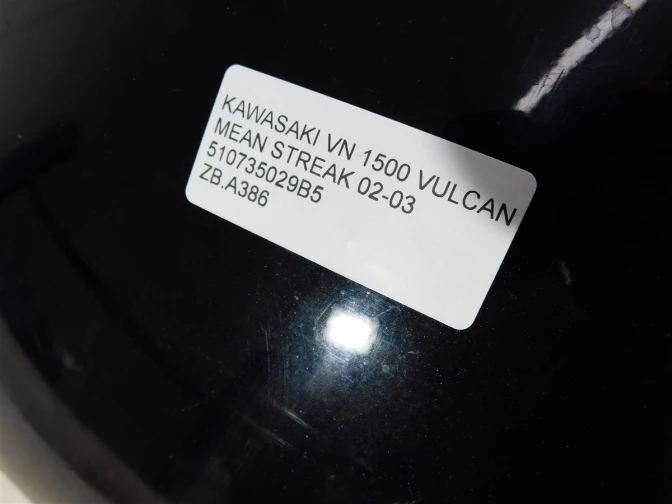 KAWASAKI VN 1500 VULCAN
MEAN STREAK 02-03
510735029B5
ZB.A386